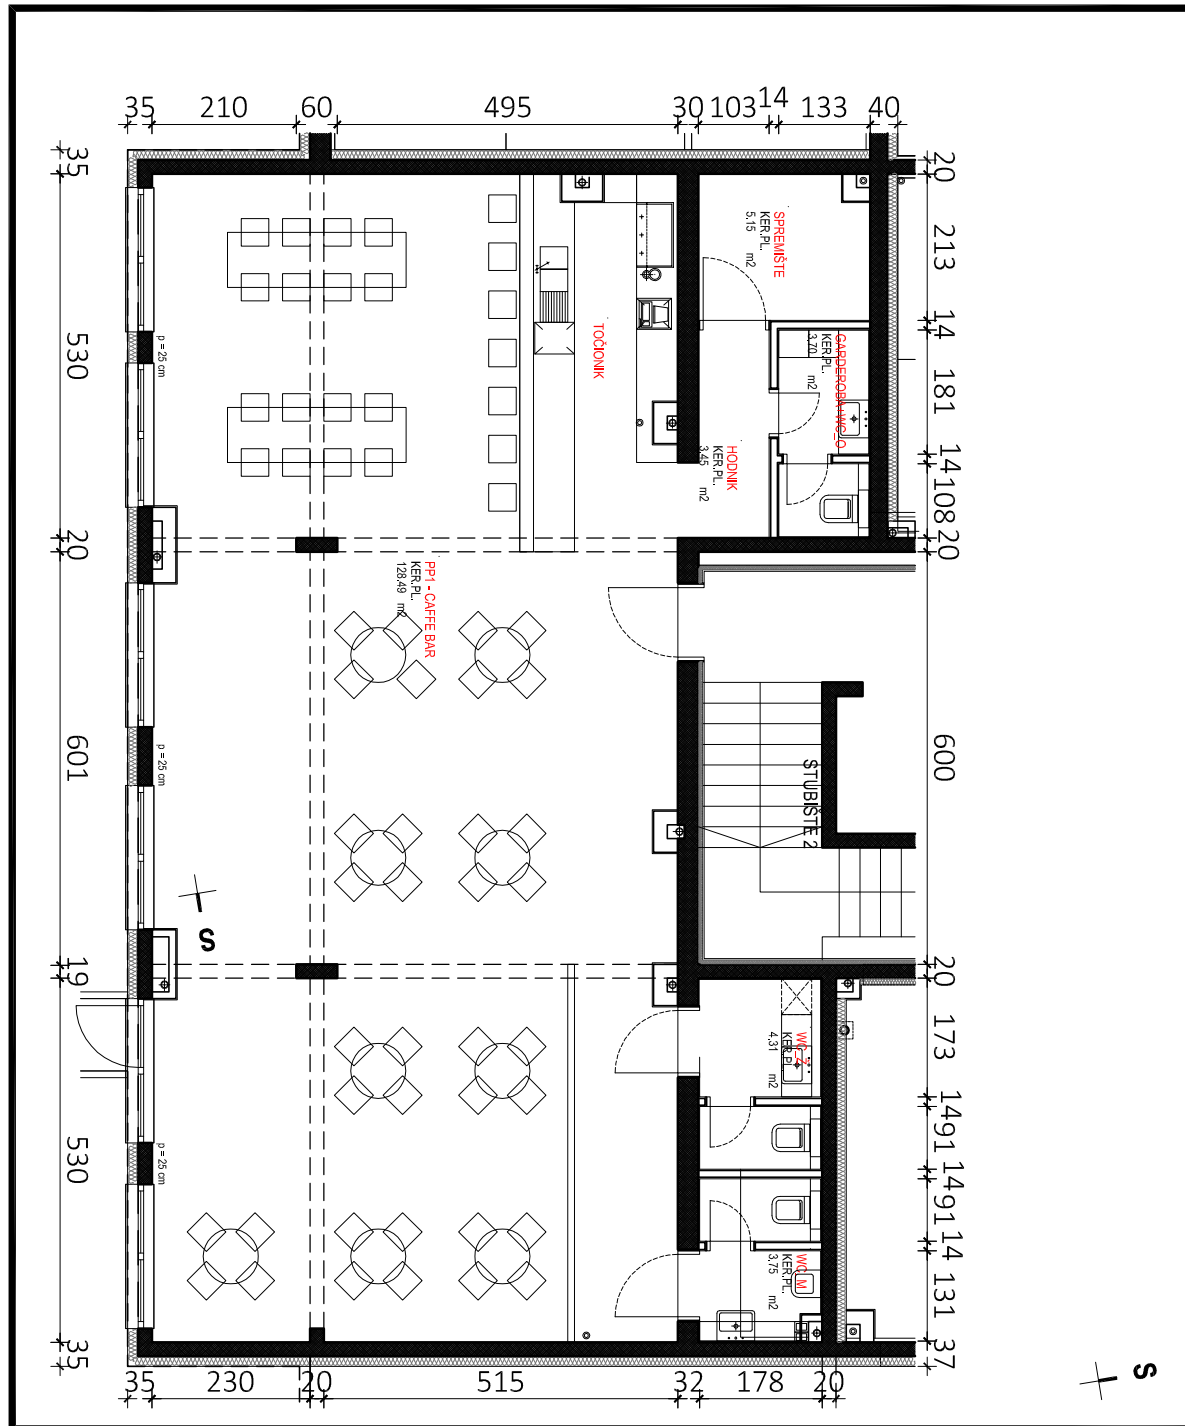 35 210 60 495 30 103 14 133 40
35
530
20
601
19
530
35
20
213
14
181
14
108
20
600
20
173
14
91
14
91
14
131
37
SPREMIŠTE
KER.PL.
5.15 m2
GARDEROBA+WC_O
KER.PL.
3.70 m2
TOČIONIK
HODNIK
KER.PL.
3.45 m2
p = 25 cm
PP1 - CAFFE BAR
KER.PL.
128.49 m2
p = 25 cm
STUBIŠTE 2
S
WC_Ž
KER.PL.
4.31 m2
p = 25 cm
WC_M
KER.PL.
3.75 m2
35 230 20 515 32 178 20
S